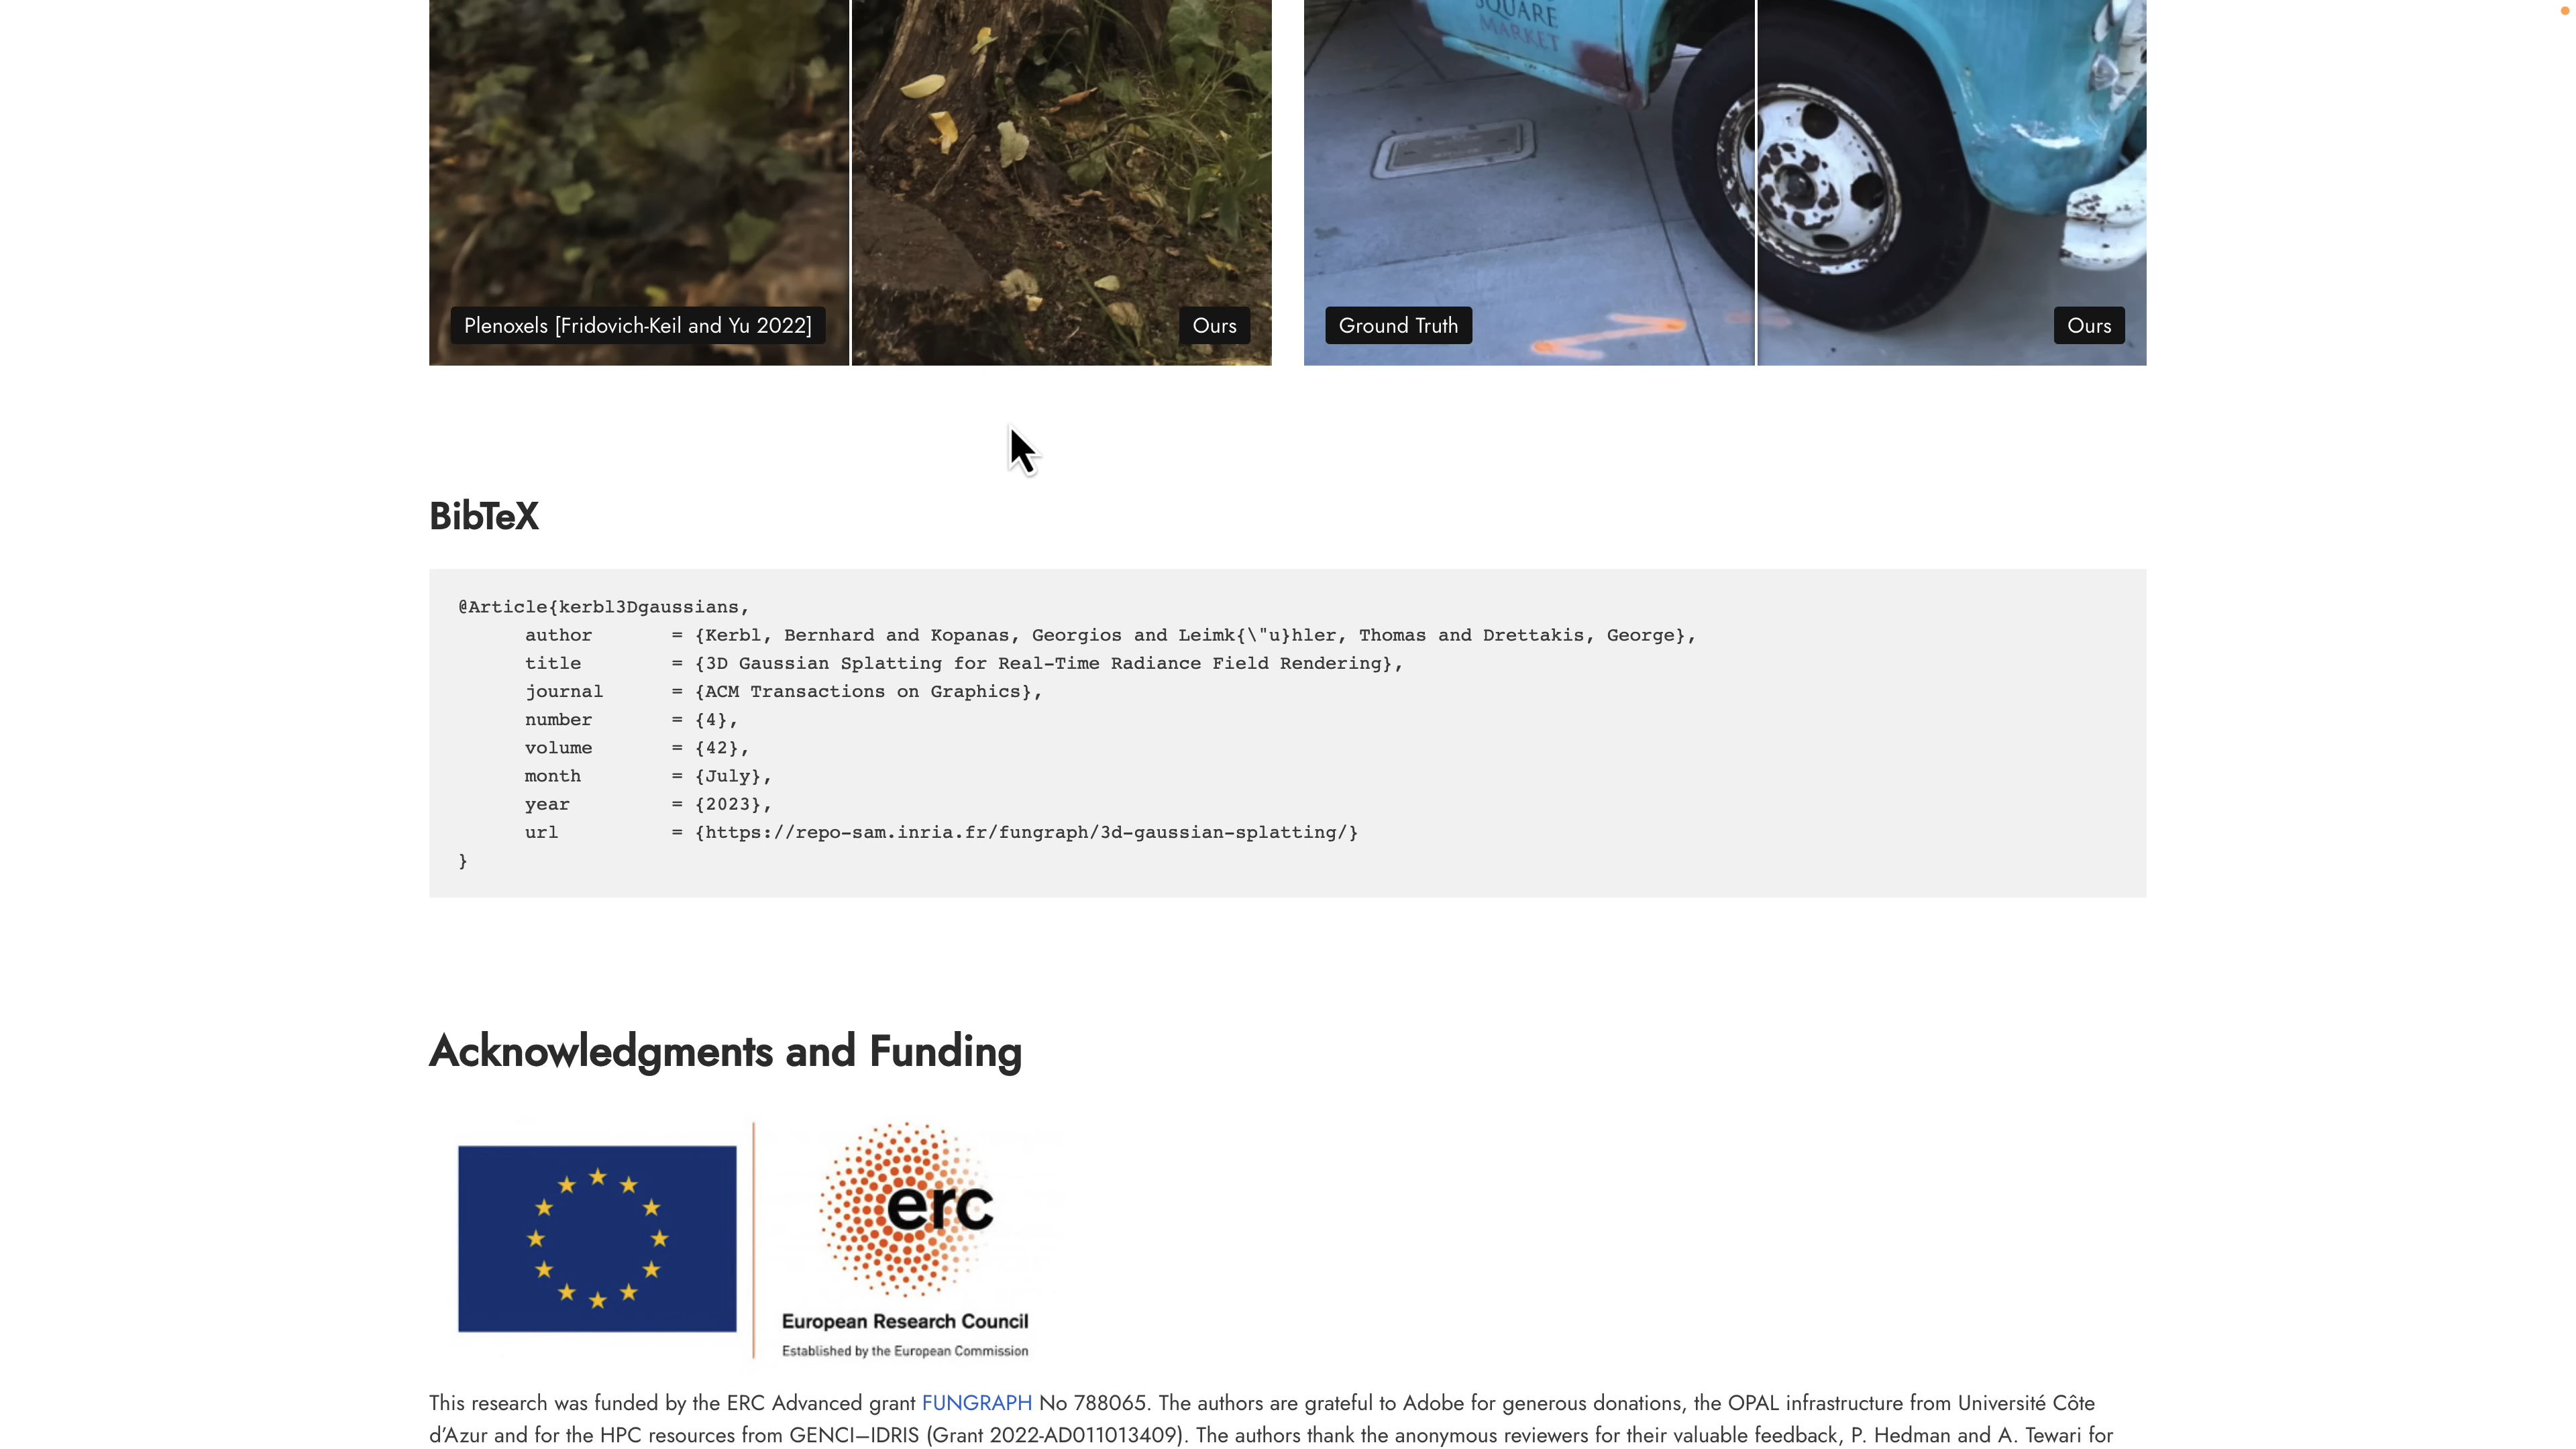 SQUARE
MARKET
Plenoxels [Fridovich-Keil and Yu 2022]
Ours
Ground Truth
Ours
BibTeX
@Article{kerbl3Dgaussians,
author = {Kerbl, Bernhard and Kopanas, Georgios and Leimk{\"u}hler, Thomas and Drettakis, George},
title = {3D Gaussian Splatting for Real-Time Radiance Field Rendering},
journal = {ACM Transactions on Graphics},
number = {4},
volume = {42},
month = {July},
year = {2023},
url = {https://repo-sam.inria.fr/fungraph/3d-gaussian-splatting/}
}
Acknowledgments and Funding
erc
European Research Council
Established by the European Commission
This research was funded by the ERC Advanced grant FUNGRAPH No 788065. The authors are grateful to Adobe for generous donations, the OPAL infrastructure from Université Côte
d’Azur and for the HPC resources from GENCI–IDRIS (Grant 2022-AD011013409). The authors thank the anonymous reviewers for their valuable feedback, P. Hedman and A. Tewari for